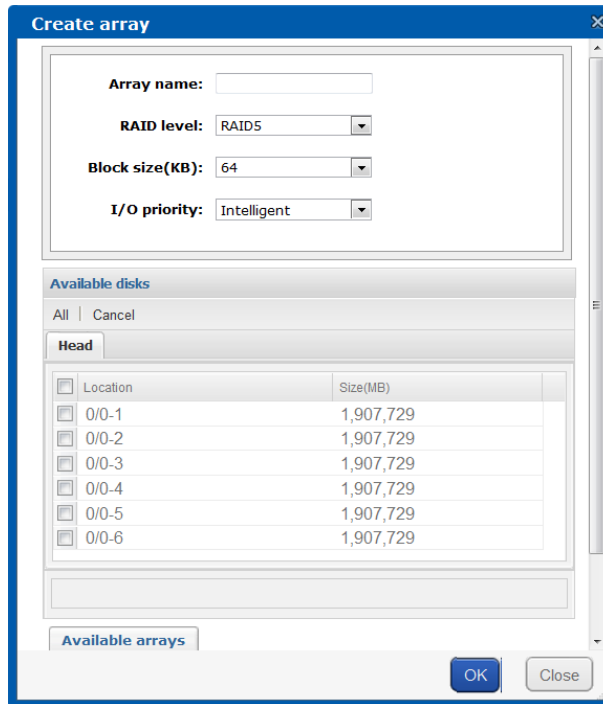 Create array
Array name:
RAID level: RAID5
Block size(KB): 64
I/O priority: Intelligent
Available disks
All | Cancel
Head
Location Size(MB)
0/0-1 1,907,729
0/0-2 1,907,729
0/0-3 1,907,729
0/0-4 1,907,729
0/0-5 1,907,729
0/0-6 1,907,729
Available arrays
OK Close